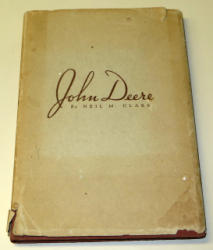 John Deere
By NEIL M. CLARK